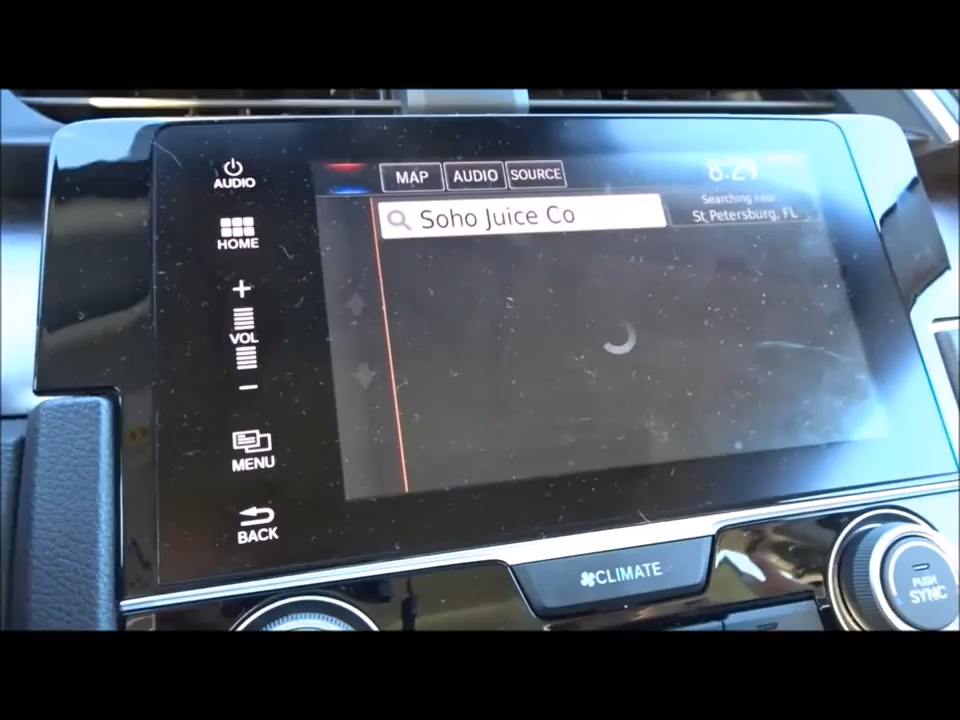 AUDIO
HOME
+
VOL
-
MENU
BACK
MAP AUDIO SOURCE
8:29
Searching near
St Petersburg, FL
Soho Juice Co
CLIMATE
PUSH
SYNC